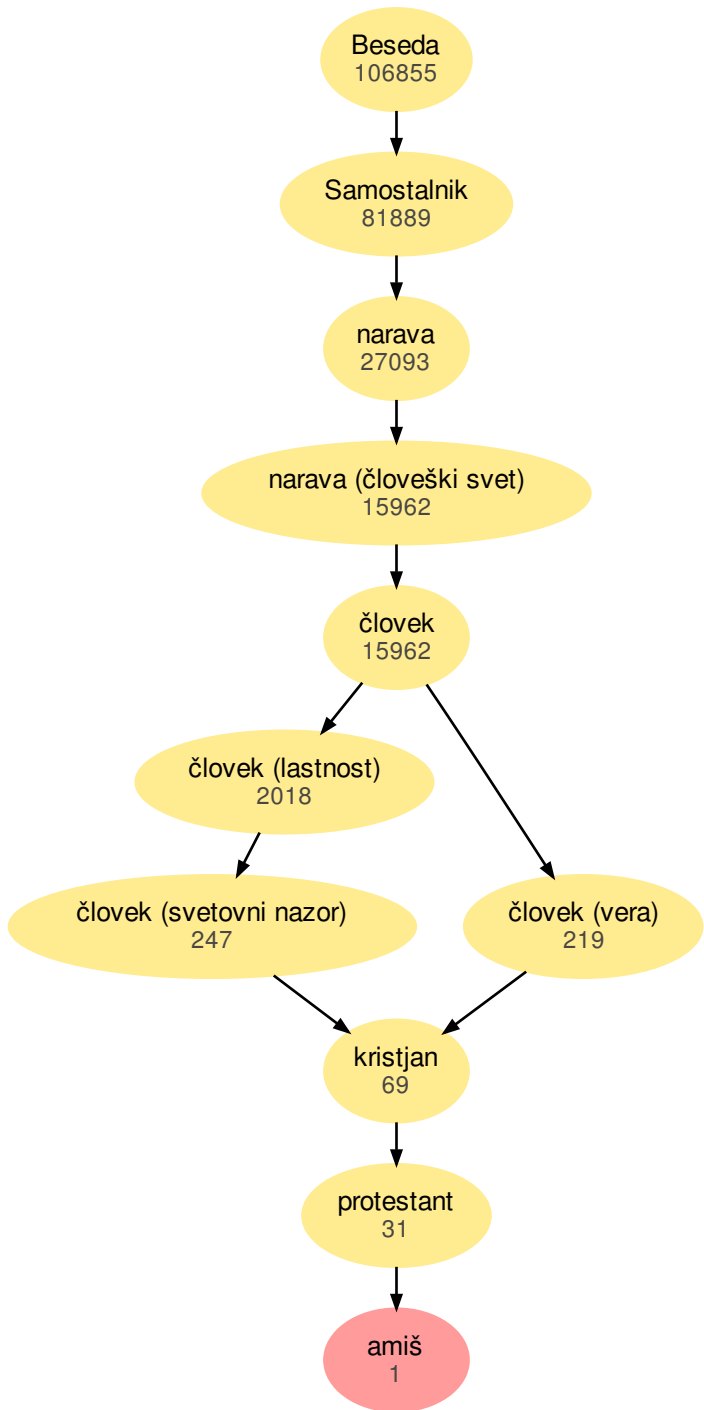 Beseda
106855
Samostalnik
81889
narava
27093
narava (človeški svet)
15962
človek
15962
človek (lastnost)
2018
človek (svetovni nazor)
247
človek (vera)
219
kristjan
69
protestant
31
amiš
1